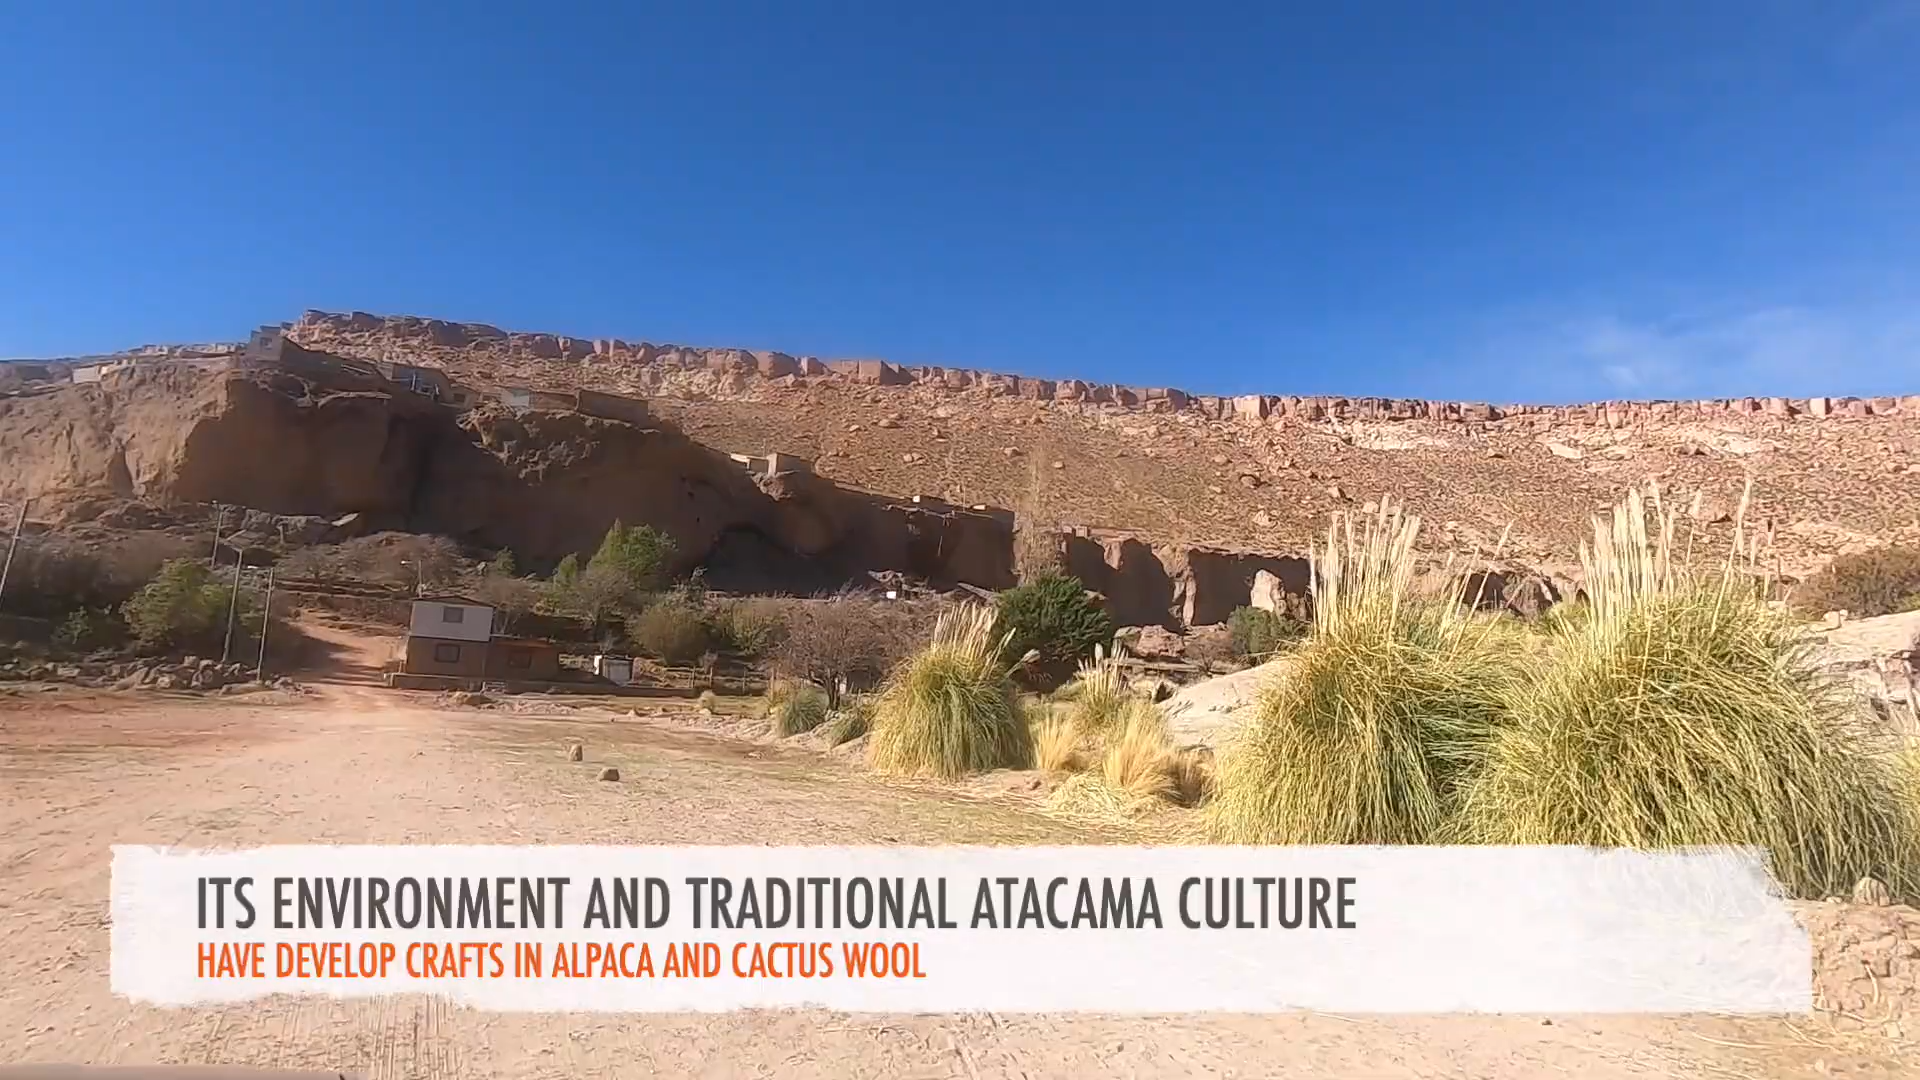 ITS ENVIRONMENT AND TRADITIONAL ATACAMA CULTURE
HAVE DEVELOP CRAFTS IN ALPACA AND CACTUS WOOL